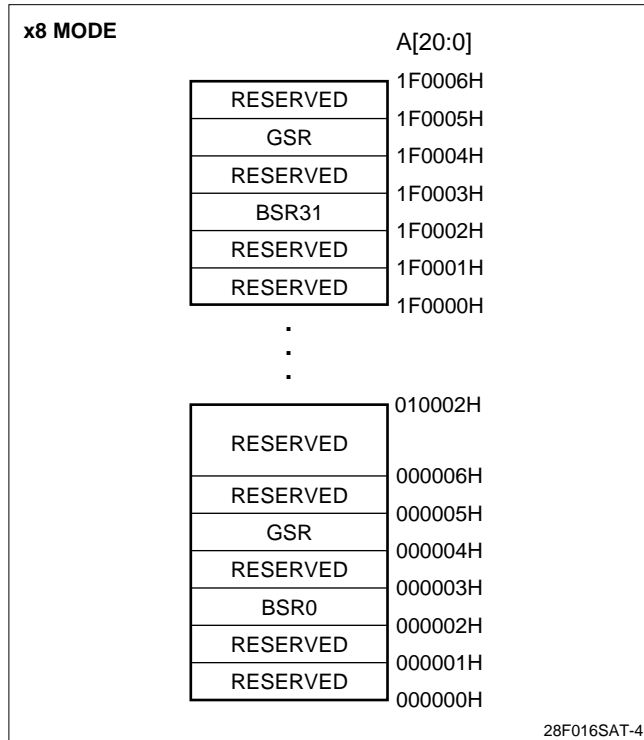 x8 MODE
A[20:0]
1F0006H
RESERVED
1F0005H
GSR
1F0004H
RESERVED
1F0003H
BSR31
1F0002H
RESERVED
1F0001H
RESERVED
1F0000H
.
.
.
010002H
RESERVED
000006H
RESERVED
000005H
GSR
000004H
RESERVED
000003H
BSR0
000002H
RESERVED
000001H
RESERVED
000000H
28F016SAT-4